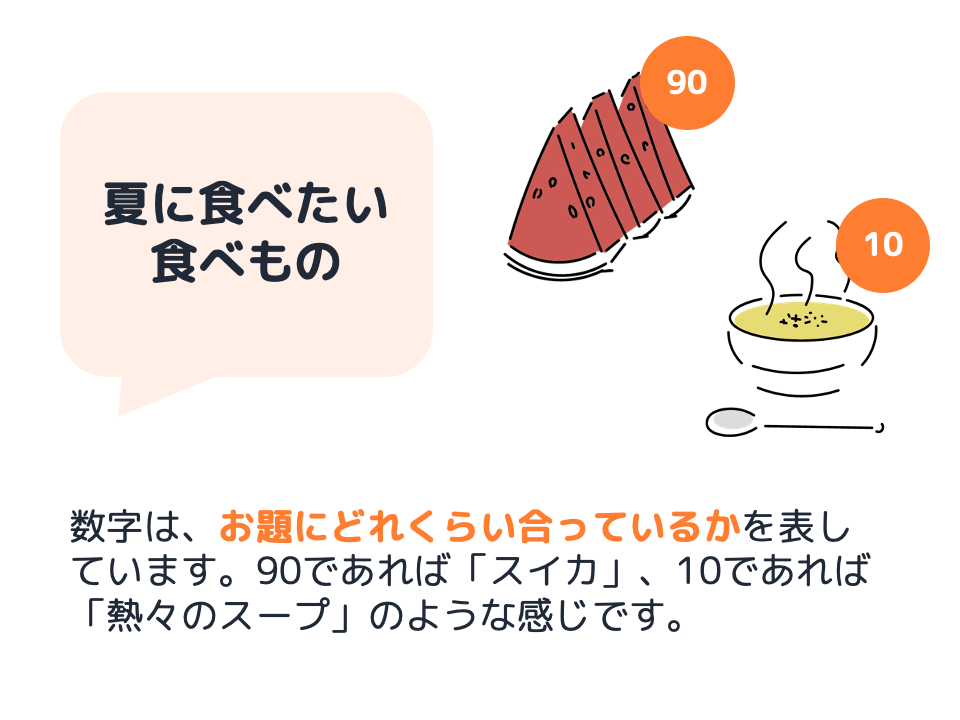 夏に食べたい
食べもの
90
10
数字は、お題にどれくらい合っているかを表し
ています。90であれば「スイカ」、10であれば
「熱々のスープ」のような感じです。